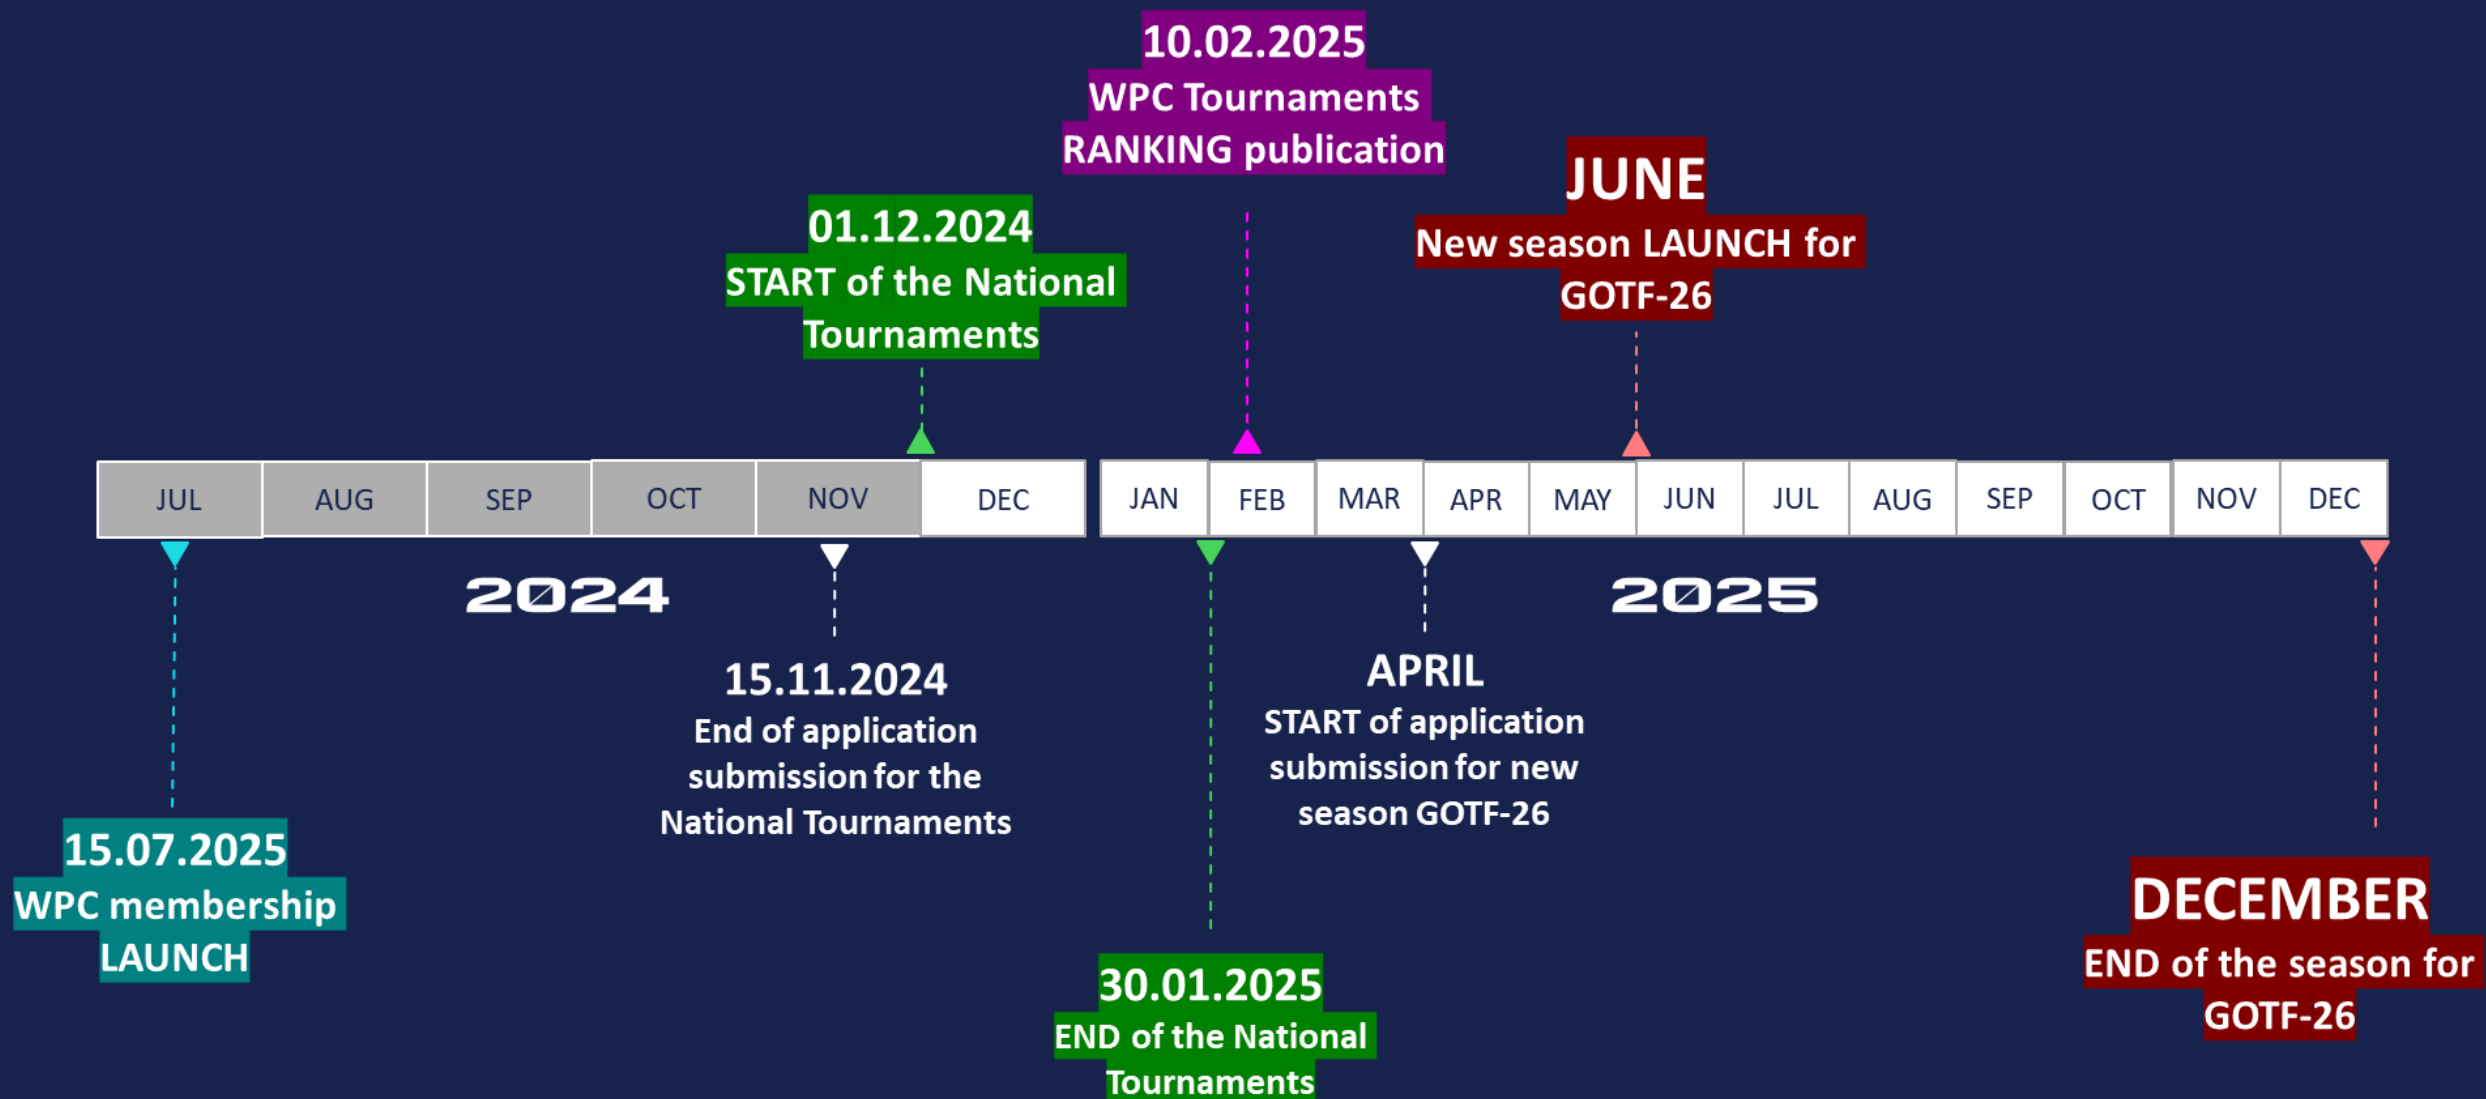 10.02.2025
WPC Tournaments
RANKING publication
JUNE
New season LAUNCH for
GOTF-26
01.12.2024
START of the National
Tournaments
JUL
AUG
SEP
OCT
NOV
DEC
JAN
FEB
MAR
APR
MAY
JUN
JUL
AUG
SEP
OCT
NOV
DEC
2024
2025
15.11.2024
End of application
submission for the
National Tournaments
APRIL
START of application
submission for new
season GOTF-26
15.07.2025
WPC membership
LAUNCH
30.01.2025
END of the National
Tournaments
DECEMBER
END of the season for
GOTF-26